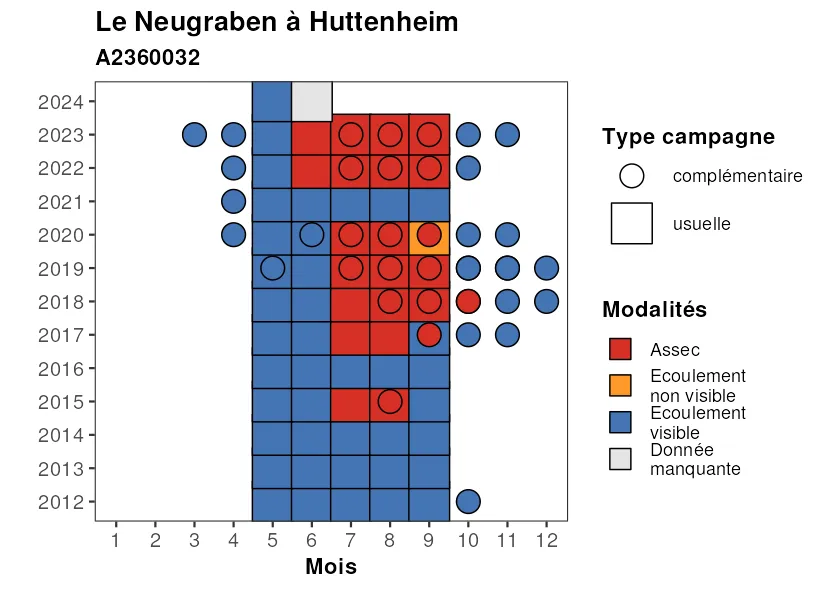 Le Neugraben à Huttenheim
A2360032
2024
2023
2022
2021
2020
2019
2018
2017
2016
2015
2014
2013
2012
1 2 3 4 5 6 7 8 9 10 11 12
Mois
Type campagne
complémentaire
usuelle
Modalités
Assec
Ecoulement
non visible
Ecoulement
visible
Donnée
manquante